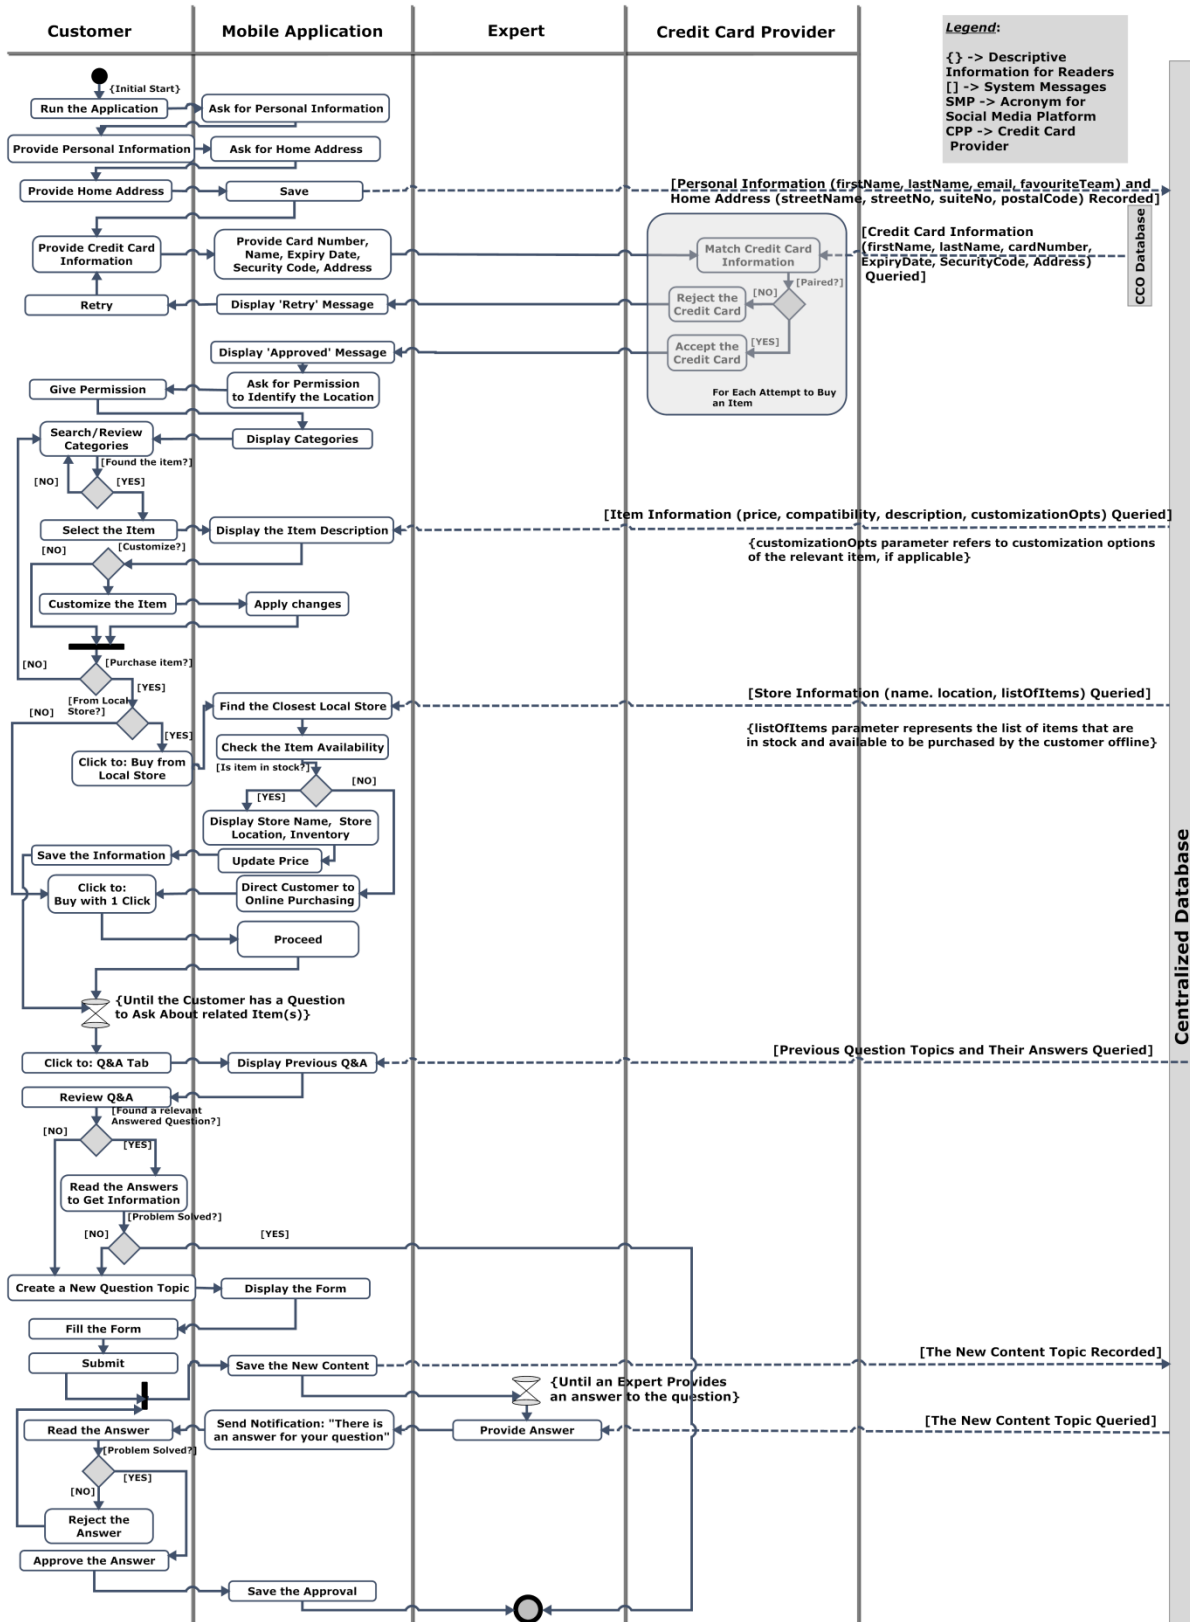 Customer
Mobile Application
Expert
Credit Card Provider
Legend:
{} -> Descriptive
Information for Readers
[] -> System Messages
SMP -> Acronym for
Social Media Platform
CPP -> Credit Card
Provider
{Initial Start}
Run the Application
Ask for Personal Information
Provide Personal Information
Ask for Home Address
Provide Home Address
Save
[Personal Information (firstName, lastName, email, favouriteTeam) and
Home Address (streetName, streetNo, suiteNo, postalCode) Recorded]
Provide Credit Card
Information
Provide Card Number,
Name, Expiry Date,
Security Code, Address
Match Credit Card
Information
[Credit Card Information
(firstName, lastName, cardNumber,
ExpiryDate, SecurityCode, Address)
Queried]
CCO Database
[Paired?]
[NO]
Retry
Display 'Retry' Message
Reject the
Credit Card
[YES]
Display 'Approved' Message
Accept the
Credit Card
Give Permission
Ask for Permission
to Identify the Location
For Each Attempt to Buy
an Item
Search/Review
Categories
Display Categories
[Found the item?]
[NO]
[YES]
Select the Item
Display the Item Description
[Item Information (price, compatibility, description, customizationOpts) Queried]
{customizationOpts parameter refers to customization options
of the relevant item, if applicable}
[NO]
[Customize?]
Customize the Item
Apply changes
[NO]
[Purchase item?]
[YES]
[From Local
Store?]
[NO]
[YES]
Find the Closest Local Store
[Store Information (name. location, listOfItems) Queried]
{listOfItems parameter represents the list of items that are
in stock and available to be purchased by the customer offline}
Check the Item Availability
Click to: Buy from
Local Store
[Is item in stock?]
[YES]
[NO]
Display Store Name, Store
Location, Inventory
Save the Information
Update Price
Click to:
Buy with 1 Click
Direct Customer to
Online Purchasing
Proceed
Centralized Database
{Until the Customer has a Question
to Ask About related Item(s)}
Click to: Q&A Tab
Display Previous Q&A
[Previous Question Topics and Their Answers Queried]
Review Q&A
[Found a relevant
Answered Question?]
[NO]
[YES]
Read the Answers
to Get Information
[Problem Solved?]
[NO]
[YES]
Create a New Question Topic
Display the Form
Fill the Form
Submit
Save the New Content
[The New Content Topic Recorded]
{Until an Expert Provides
an answer to the question}
Read the Answer
Send Notification: "There is
an answer for your question"
Provide Answer
[The New Content Topic Queried]
[Problem Solved?]
[YES]
[NO]
Reject the
Answer
Approve the Answer
Save the Approval